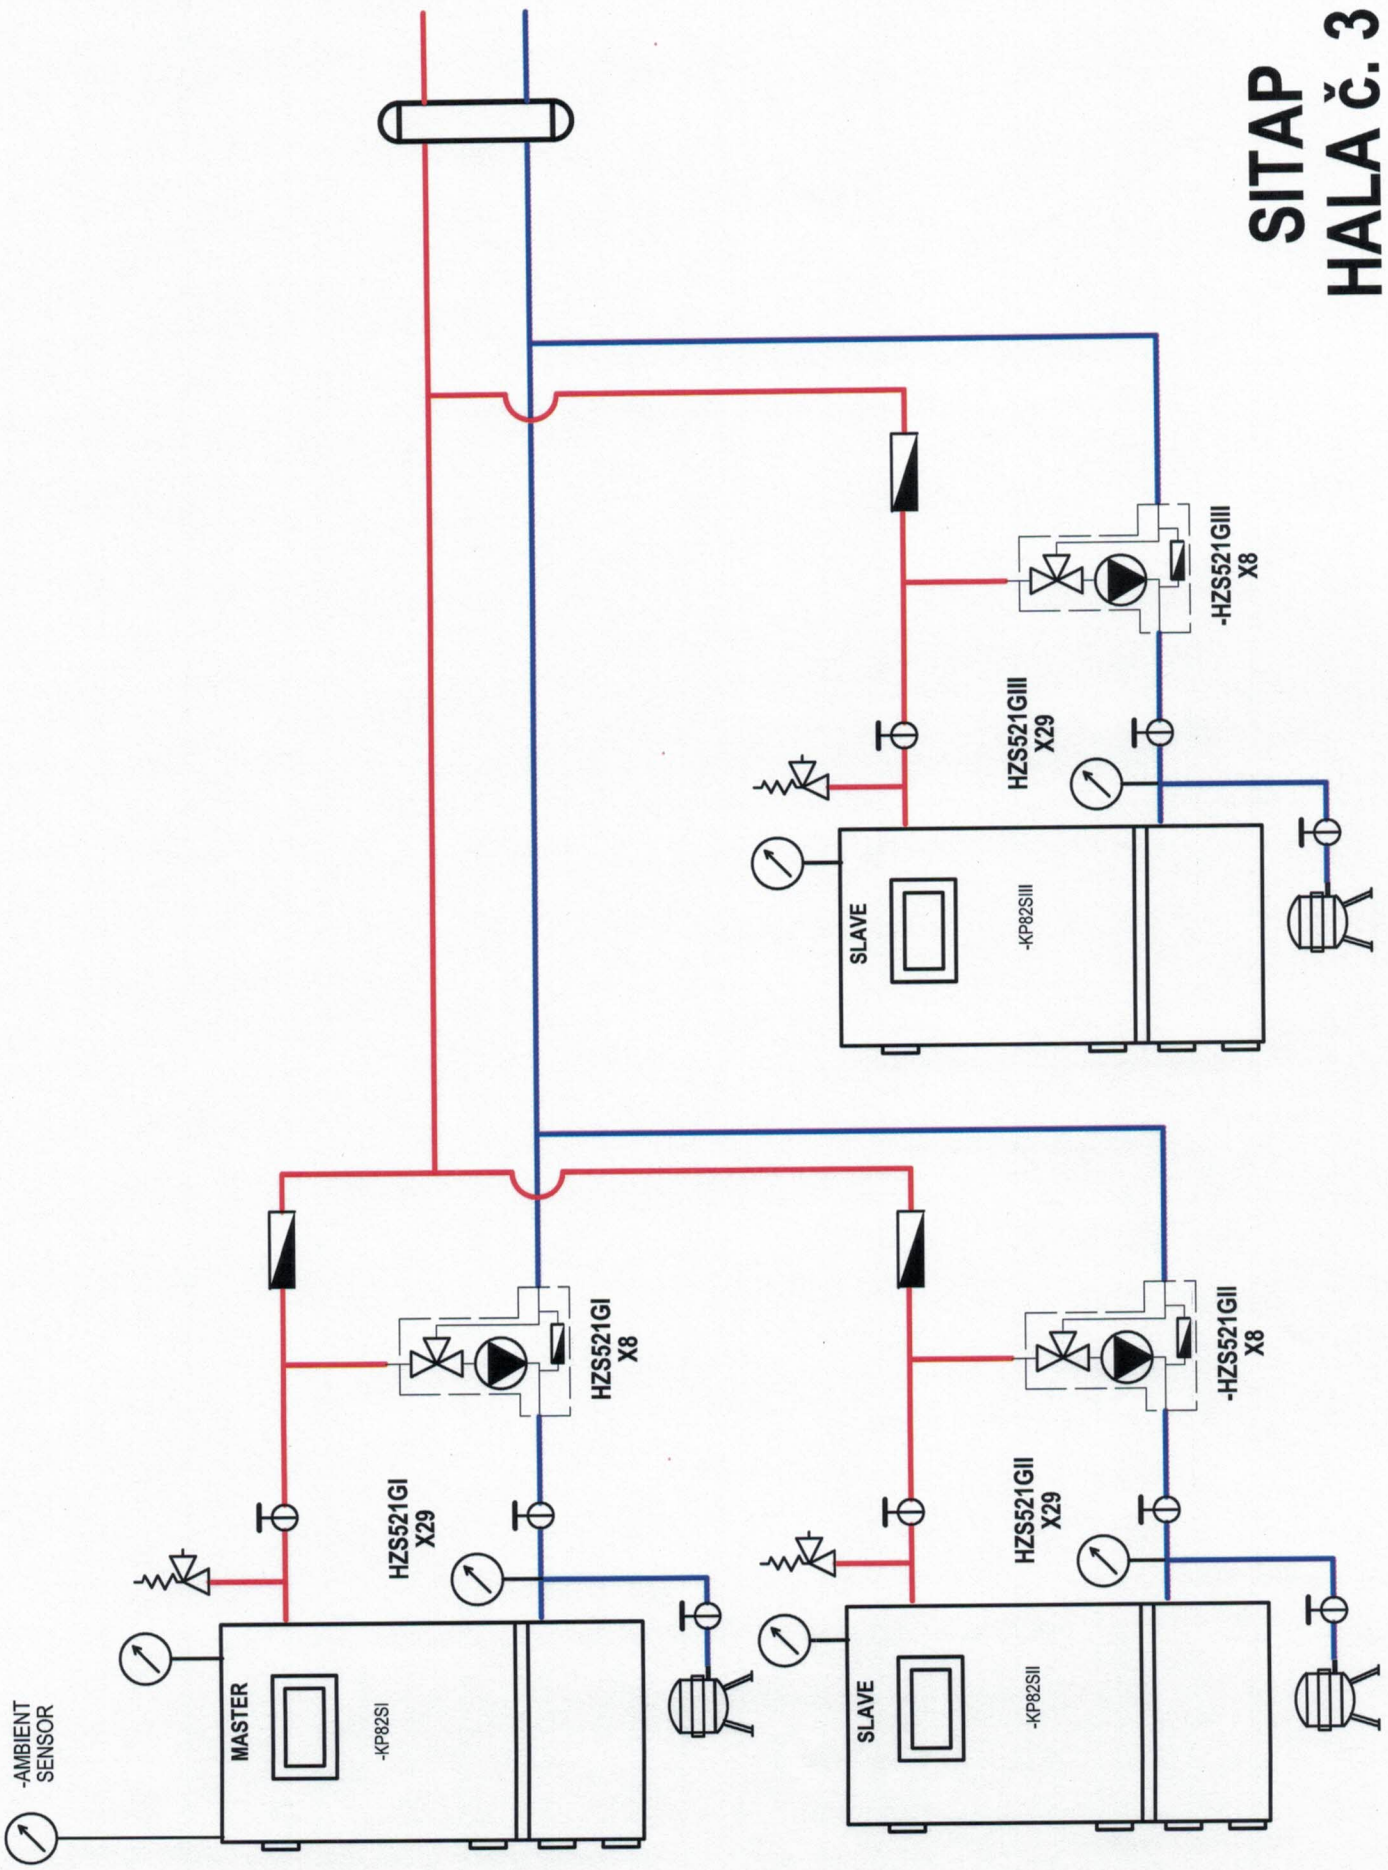 -AMBIENT
SENSOR
MASTER
-KP82SI
HZS521GI
X29
HZS521GI
X8
SLAVE
-KP82SII
HZS521GII
X29
-HZS521GII
X8
SLAVE
-KP82SIII
HZS521GIII
X29
-HZS521GIII
X8
SITAP
HALA č. 3